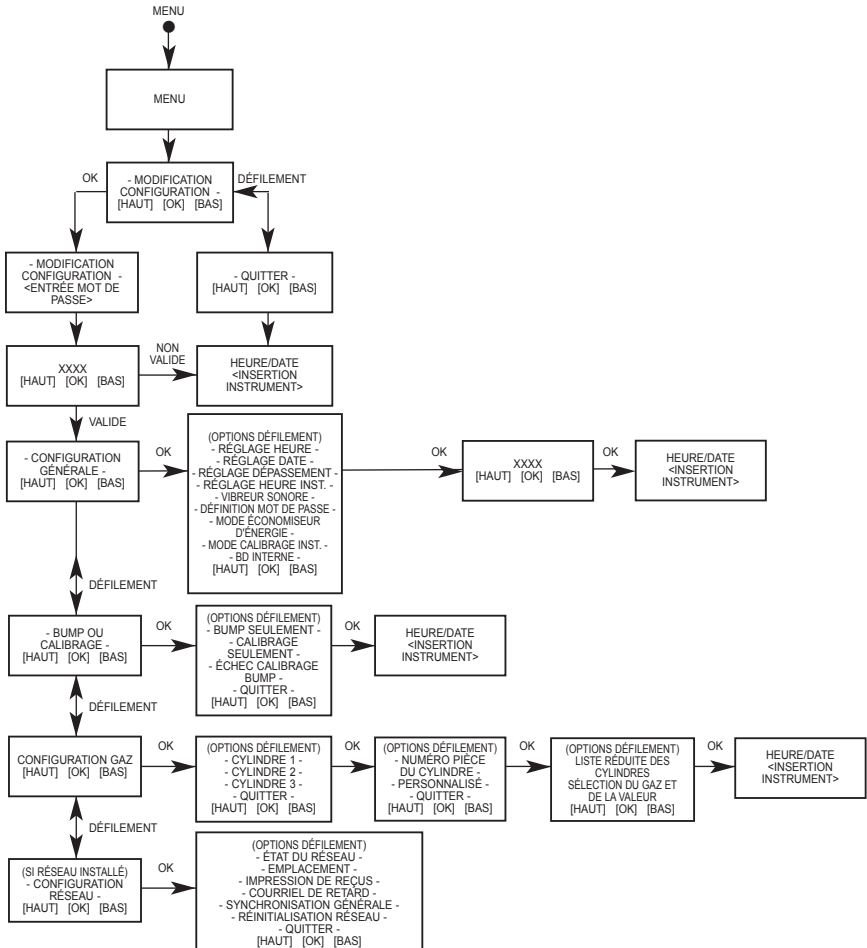 MENU
MENU
OK
- MODIFICATION
CONFIGURATION -
[HAUT] [OK] [BAS]
DÉFILEMENT
- MODIFICATION
CONFIGURATION -
<ENTRÉE MOT DE
PASSE>
- QUITTER -
[HAUT] [OK] [BAS]
XXXX
[HAUT] [OK] [BAS]
NON
VALIDE
HEURE/DATE
<INSERTION
INSTRUMENT>
VALIDE
- CONFIGURATION
GÉNÉRALE -
[HAUT] [OK] [BAS]
OK
(OPTIONS DÉFILEMENT)
- RÉGLAGE HEURE -
- RÉGLAGE DATE -
- RÉGLAGE DÉPASSEMENT -
- RÉGLAGE HEURE INST. -
- VIBREUR SONORE -
- DÉFINITION MOT DE PASSE -
- MODE ÉCONOMISEUR
D'ÉNERGIE -
- MODE CALIBRAGE INST. -
- BD INTERNE -
[HAUT] [OK] [BAS]
OK
XXXX
[HAUT] [OK] [BAS]
OK
HEURE/DATE
<INSERTION
INSTRUMENT>
DÉFILEMENT
- BUMP OU
CALIBRAGE -
[HAUT] [OK] [BAS]
OK
(OPTIONS DÉFILEMENT)
- BUMP SEULEMENT -
- CALIBRAGE
SEULEMENT -
- ÉCHEC CALIBRAGE
BUMP -
- QUITTER -
[HAUT] [OK] [BAS]
OK
HEURE/DATE
<INSERTION
INSTRUMENT>
DÉFILEMENT
CONFIGURATION GAZ
[HAUT] [OK] [BAS]
OK
(OPTIONS DÉFILEMENT)
- CYLINDRE 1 -
- CYLINDRE 2 -
- CYLINDRE 3 -
- QUITTER -
[HAUT] [OK] [BAS]
OK
(OPTIONS DÉFILEMENT)
- NUMÉRO PIÈCE
DU CYLINDRE -
- PERSONNALISÉ -
- QUITTER -
[HAUT] [OK] [BAS]
OK
(OPTIONS DÉFILEMENT)
LISTE RÉDUITE DES
CYLINDRES
SÉLECTION DU GAZ ET
DE LA VALEUR
[HAUT] [OK] [BAS]
OK
HEURE/DATE
<INSERTION
INSTRUMENT>
DÉFILEMENT
(SI RÉSEAU INSTALLÉ)
- CONFIGURATION
RÉSEAU -
[HAUT] [OK] [BAS]
OK
(OPTIONS DÉFILEMENT)
- ÉTAT DU RÉSEAU -
- EMPLACEMENT -
- IMPRESSION DE REÇUS -
- COURRIEL DE RETARD -
- SYNCHRONISATION GÉNÉRALE -
- RÉINITIALISATION RÉSEAU -
- QUITTER -
[HAUT] [OK] [BAS]